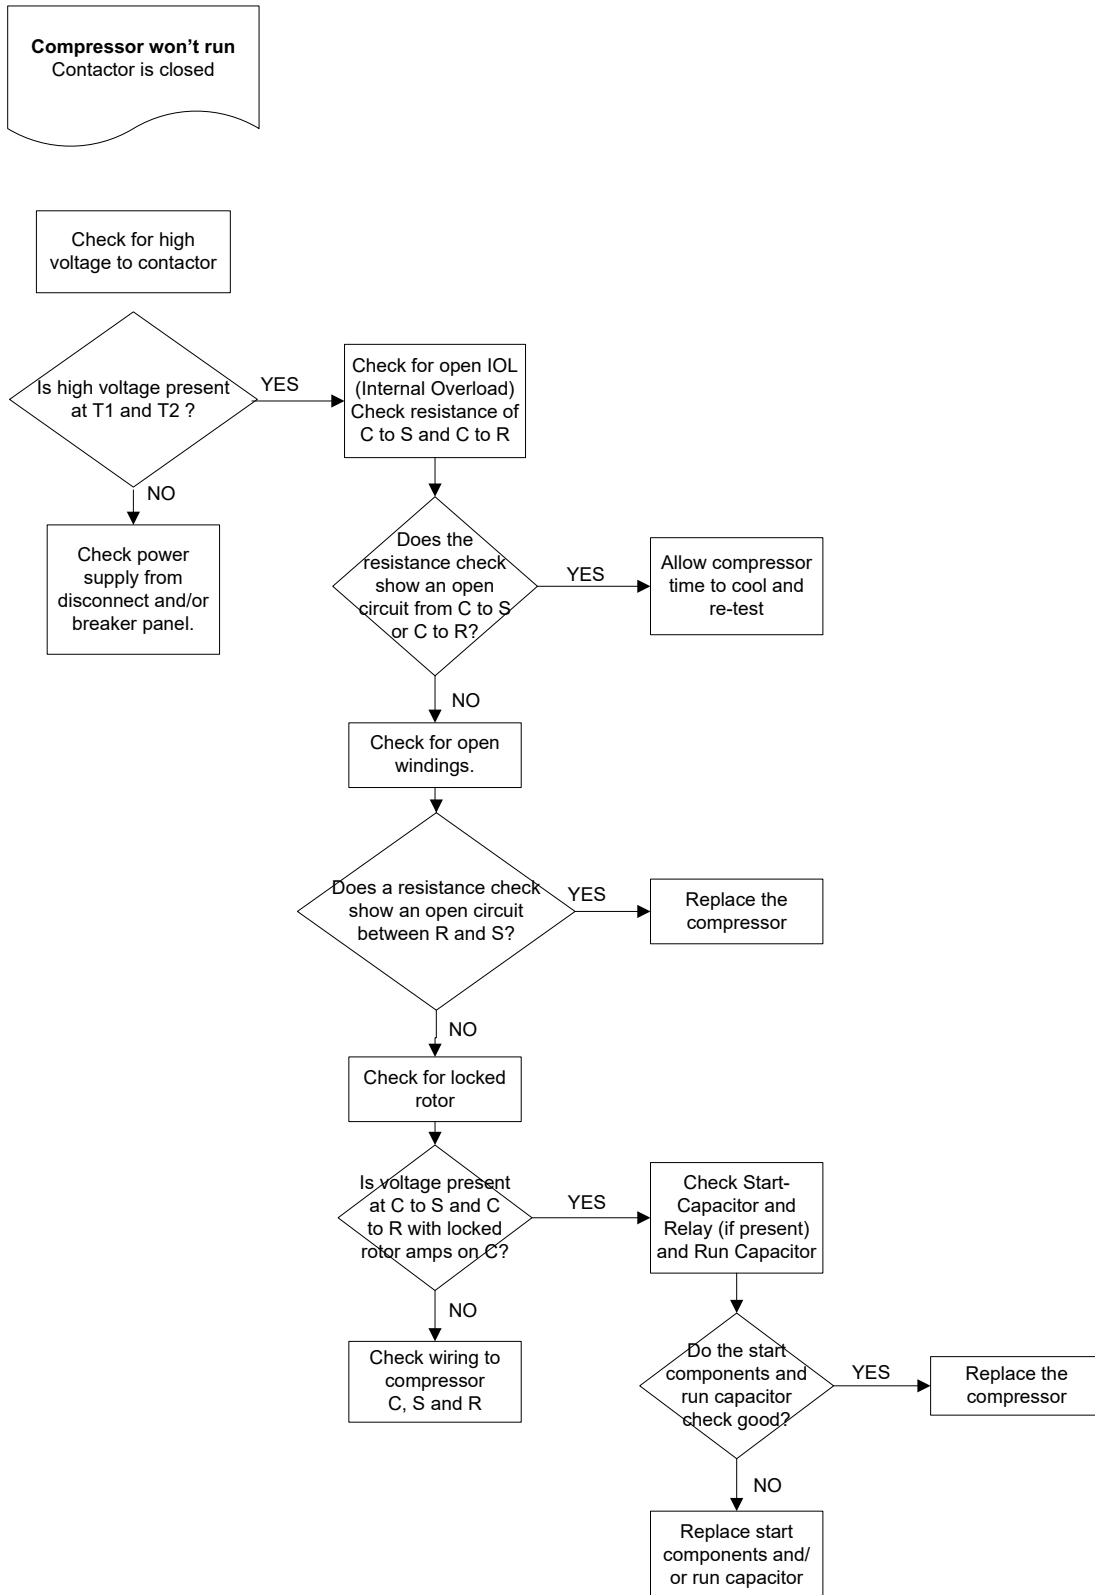 Compressor won't run
Contactor is closed
Check for high
voltage to contactor
Is high voltage present
at T1 and T2 ?
YES
NO
Check power
supply from
disconnect and/or
breaker panel.
Check for open IOL
(Internal Overload)
Check resistance of
C to S and C to R
Does the
resistance check
show an open
circuit from C to S
or C to R?
YES
Allow compressor
time to cool and
re-test
NO
Check for open
windings.
Does a resistance check
show an open circuit
between R and S?
YES
Replace the
compressor
NO
Check for locked
rotor
Is voltage present
at C to S and C
to R with locked
rotor amps on C?
YES
NO
Check wiring to
compressor
C, S and R
Check Start-
Capacitor and
Relay (if present)
and Run Capacitor
Do the start
components and
run capacitor
check good?
YES
Replace the
compressor
NO
Replace start
components and/
or run capacitor